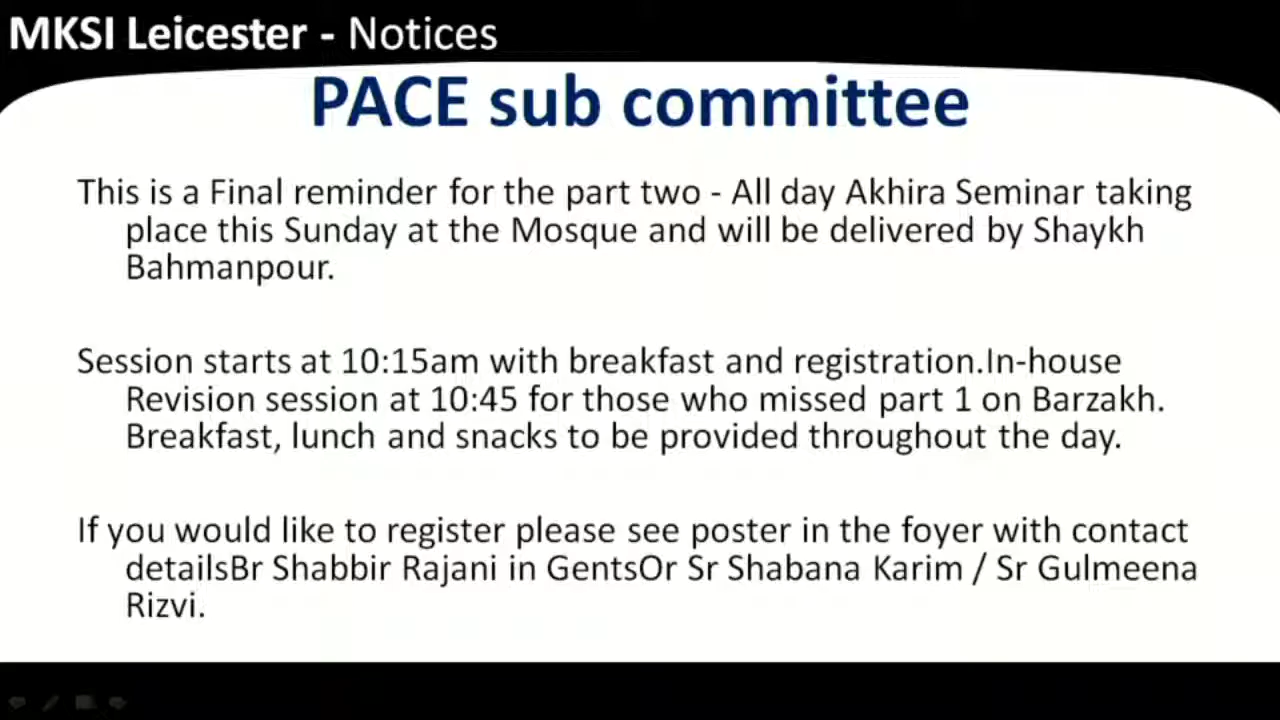 MKSI Leicester - Notices
PACE sub committee
This is a Final reminder for the part two - All day Akhira Seminar taking
place this Sunday at the Mosque and will be delivered by Shaykh
Bahmanpour.
Session starts at 10:15am with breakfast and registration.In-house
Revision session at 10:45 for those who missed part 1 on Barzakh.
Breakfast, lunch and snacks to be provided throughout the day.
If you would like to register please see poster in the foyer with contact
detailsBr Shabbir Rajani in GentsOr Sr Shabana Karim / Sr Gulmeena
Rizvi.